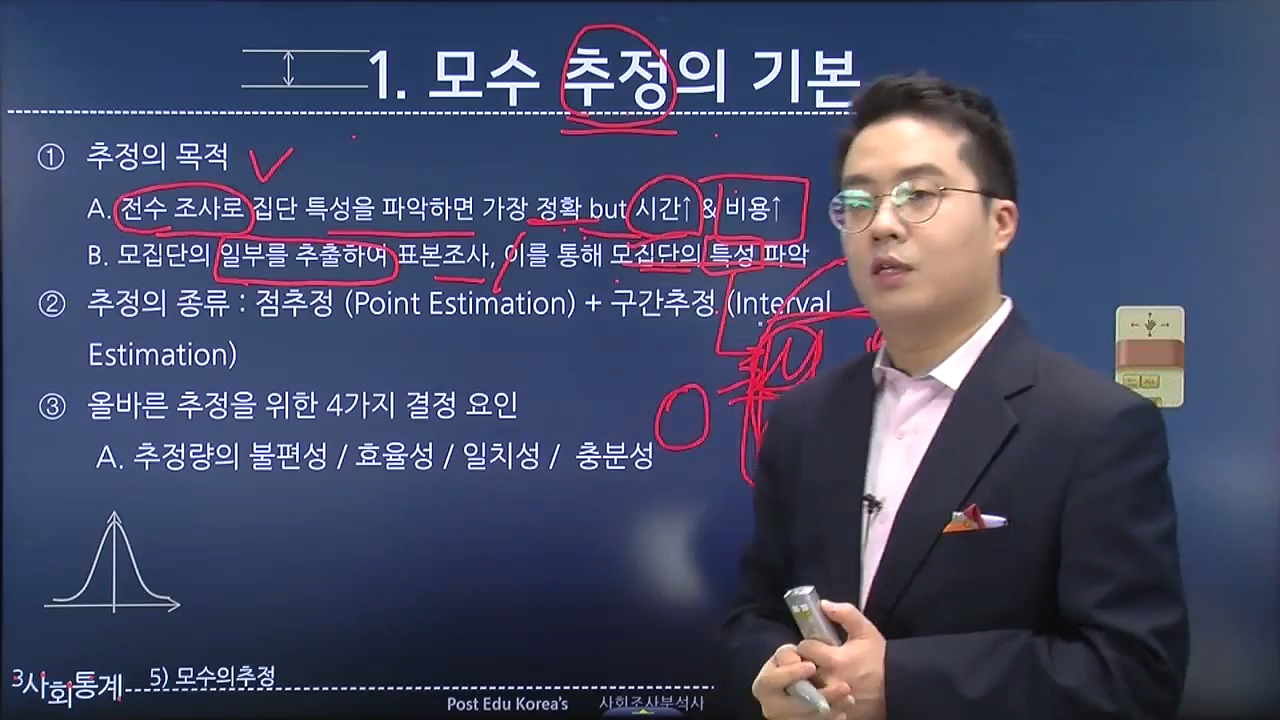 1. 모수 추정의 기본
① 추정의 목적
A. 전수 조사로 집단 특성을 파악하면 가장 정확 but 시간↑ & 비용↑
B. 모집단의 일부를 추출하여 표본조사, 이를 통해 모집단의 특성 파악
② 추정의 종류 : 점추정 (Point Estimation) + 구간추정 (Interval
Estimation)
③ 올바른 추정을 위한 4가지 결정 요인
A. 추정량의 불편성 / 효율성 / 일치성 / 충분성
3사회통계
5) 모수의추정
Post Edu Korea's 사회조사분석사